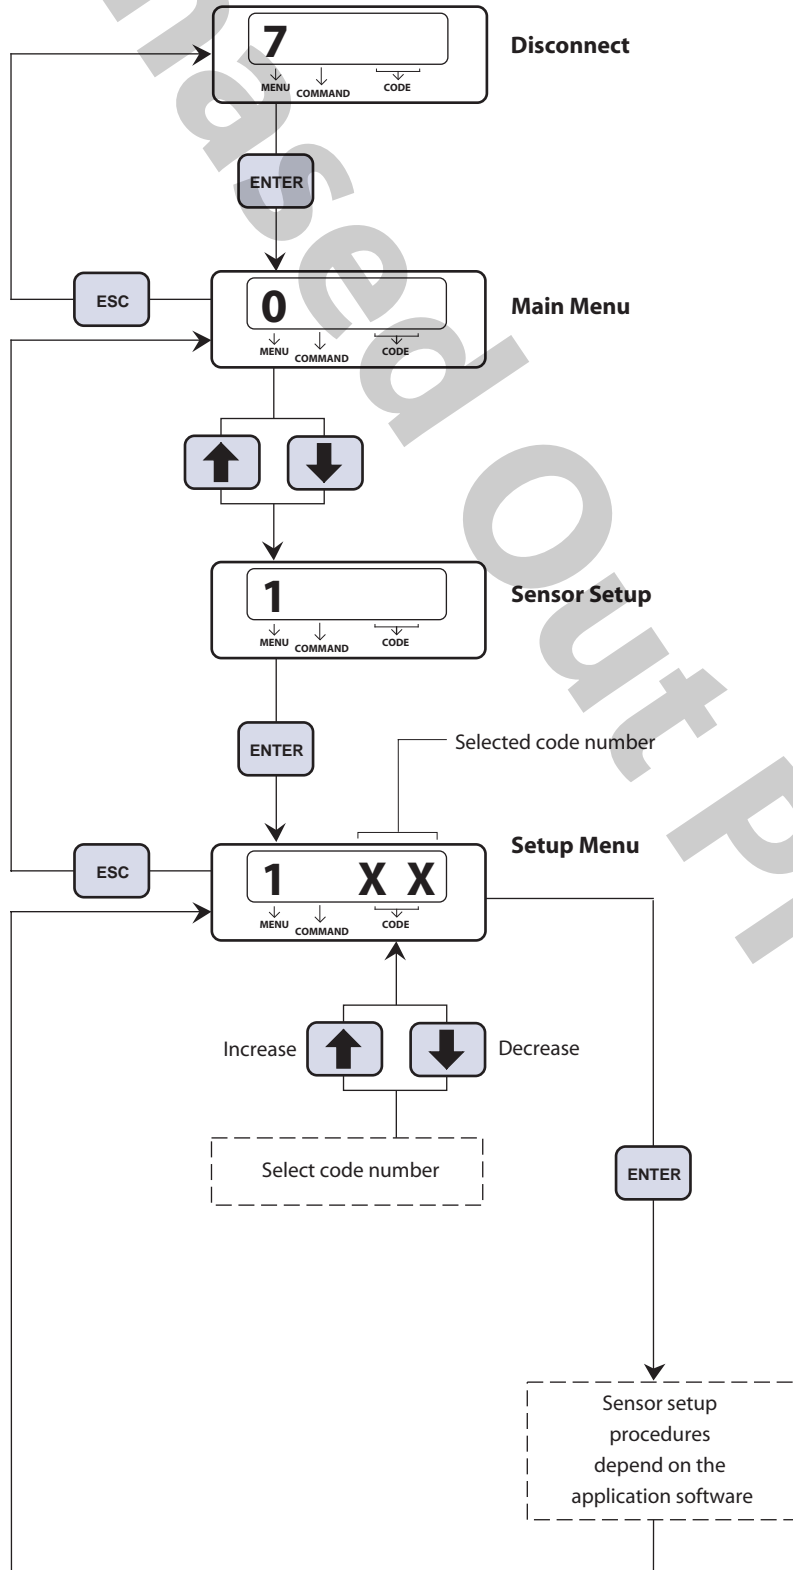 7
Disconnect
MENU COMMAND CODE
ENTER
ESC
0
Main Menu
MENU COMMAND CODE
1
Sensor Setup
MENU COMMAND CODE
ENTER
Selected code number
ESC
1 X X
Setup Menu
MENU COMMAND CODE
Increase
Decrease
Select code number
ENTER
Sensor setup
procedures
depend on the
application software
hased Out P